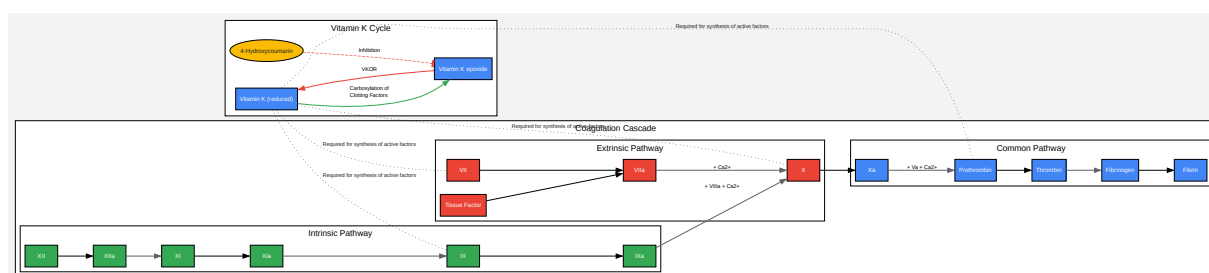 Vitamin K Cycle
Required for synthesis of active factors
4-Hydroxycoumarin
Inhibition
VKOR
Vitamin K epoxide
Carboxylation of
Clotting Factors
Vitamin K (reduced)
Required for synthesis of active factors
Coagulation Cascade
Required for synthesis of active factors
Required for synthesis of active factors
Extrinsic Pathway
VII
VIIa
+ Ca2+
X
Tissue Factor
+ VIIIa + Ca2+
Common Pathway
Xa
+ Va + Ca2+
Prothrombin
Thrombin
Fibrinogen
Fibrin
Intrinsic Pathway
XII
XIIa
XI
XIa
IX
IXa